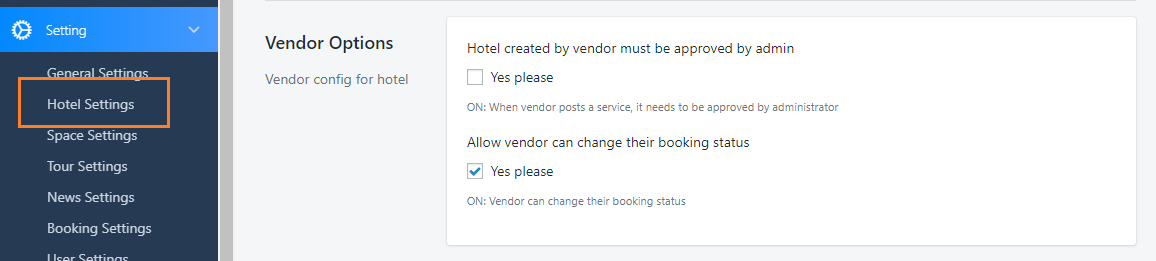 Setting
General Settings
Hotel Settings
Space Settings
Tour Settings
News Settings
Booking Settings
User Settings
Vendor Options
Vendor config for hotel
Hotel created by vendor must be approved by admin
Yes please
ON: When vendor posts a service, it needs to be approved by administrator
Allow vendor can change their booking status
Yes please
ON: Vendor can change their booking status